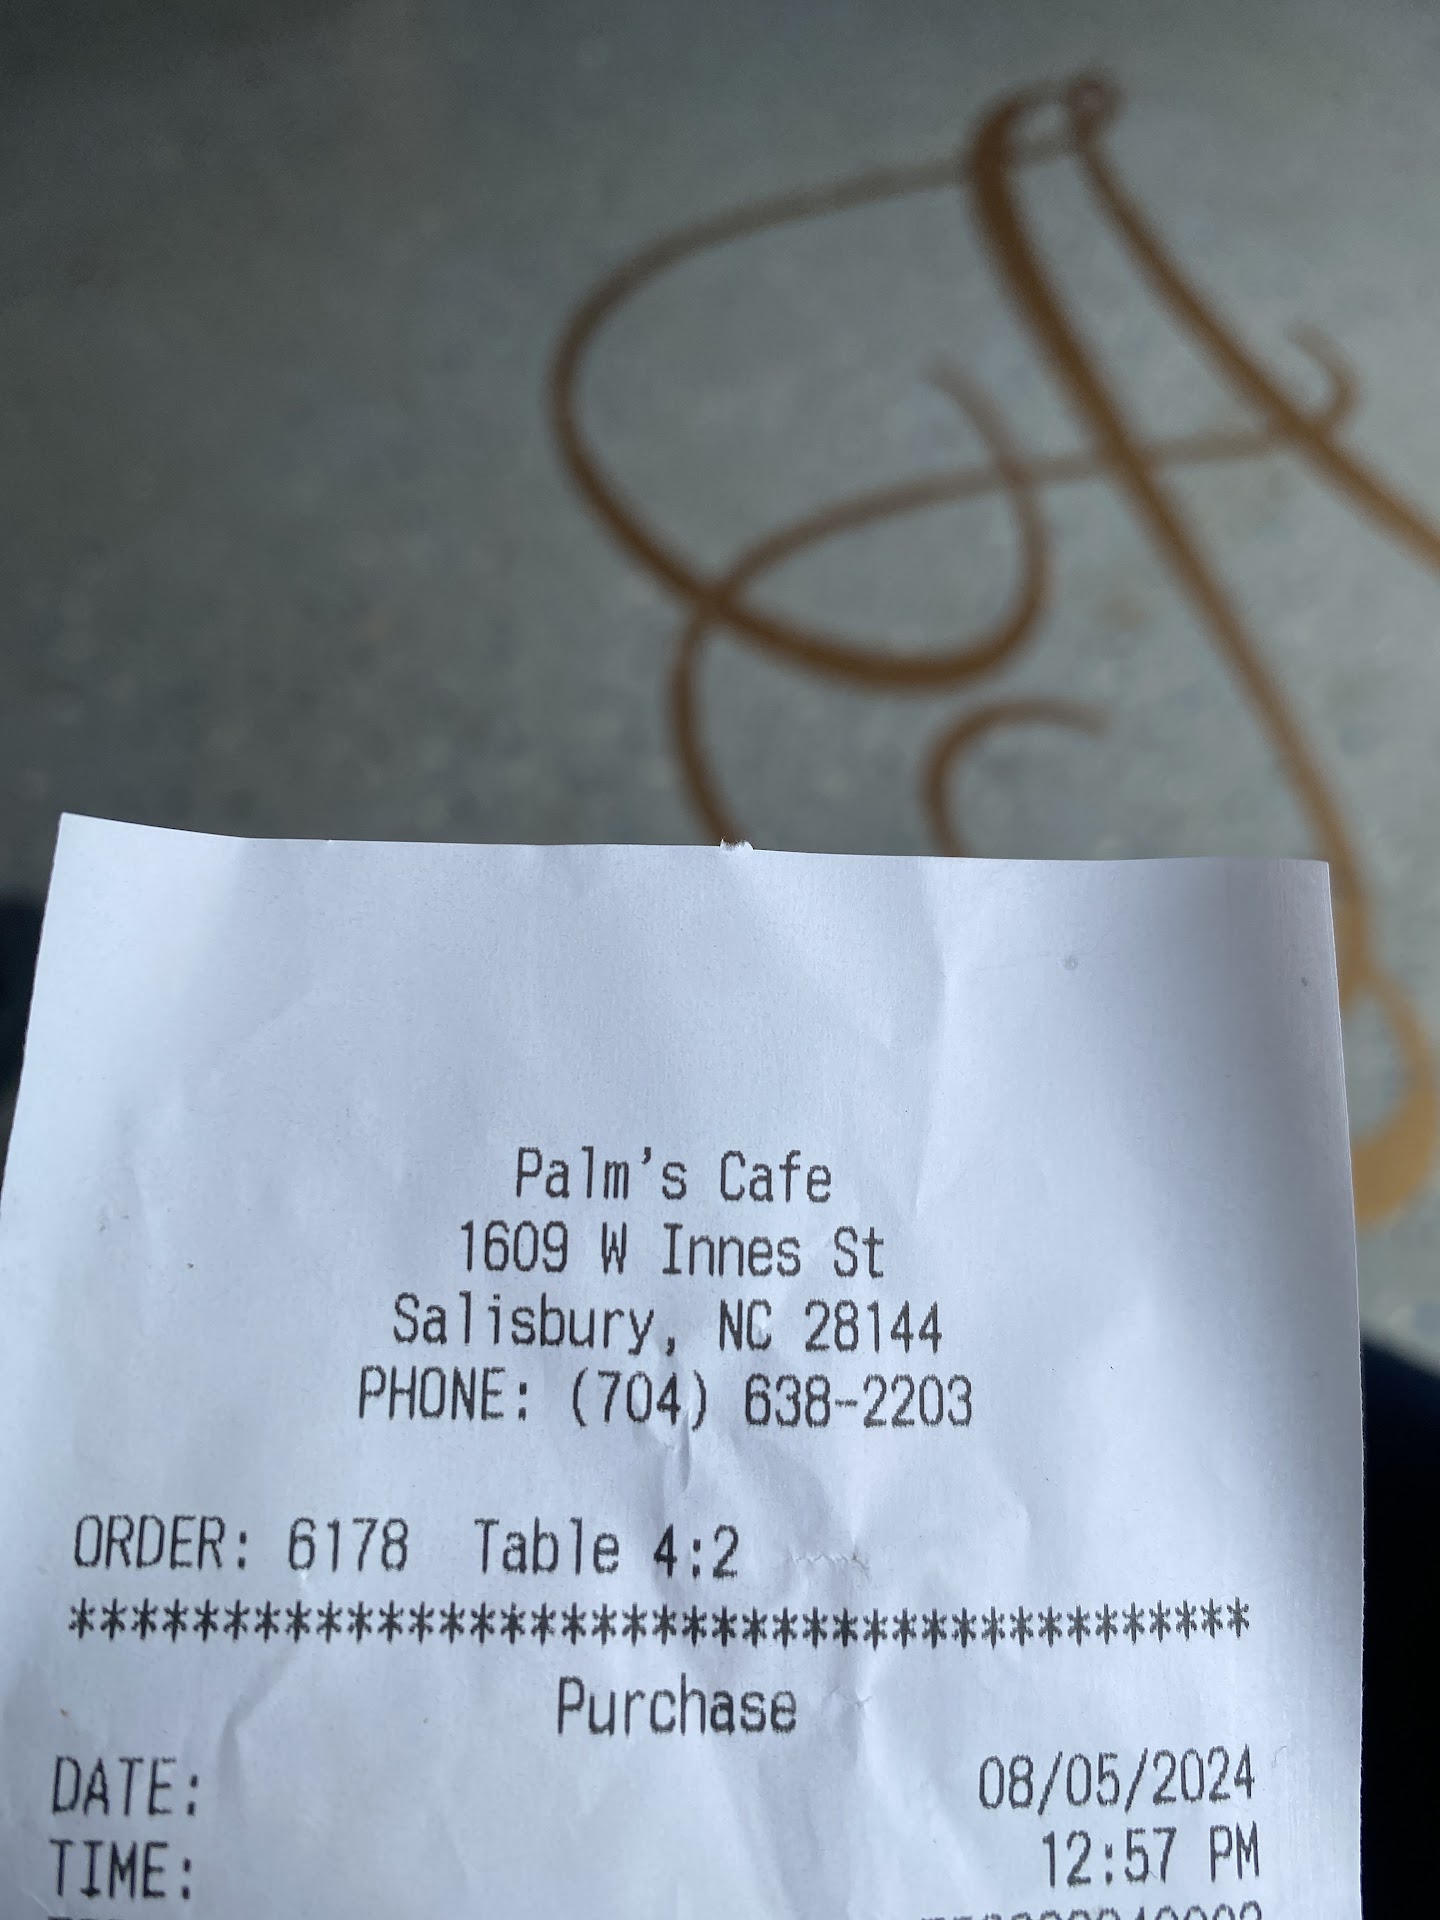 Palm's Cafe
1609 W Innes St
Salisbury, NC 28144
PHONE: (704) 638-2203
ORDER: 6178 Table 4:2
***************************************
Purchase
DATE: 08/05/2024
TIME: 12:57 PM